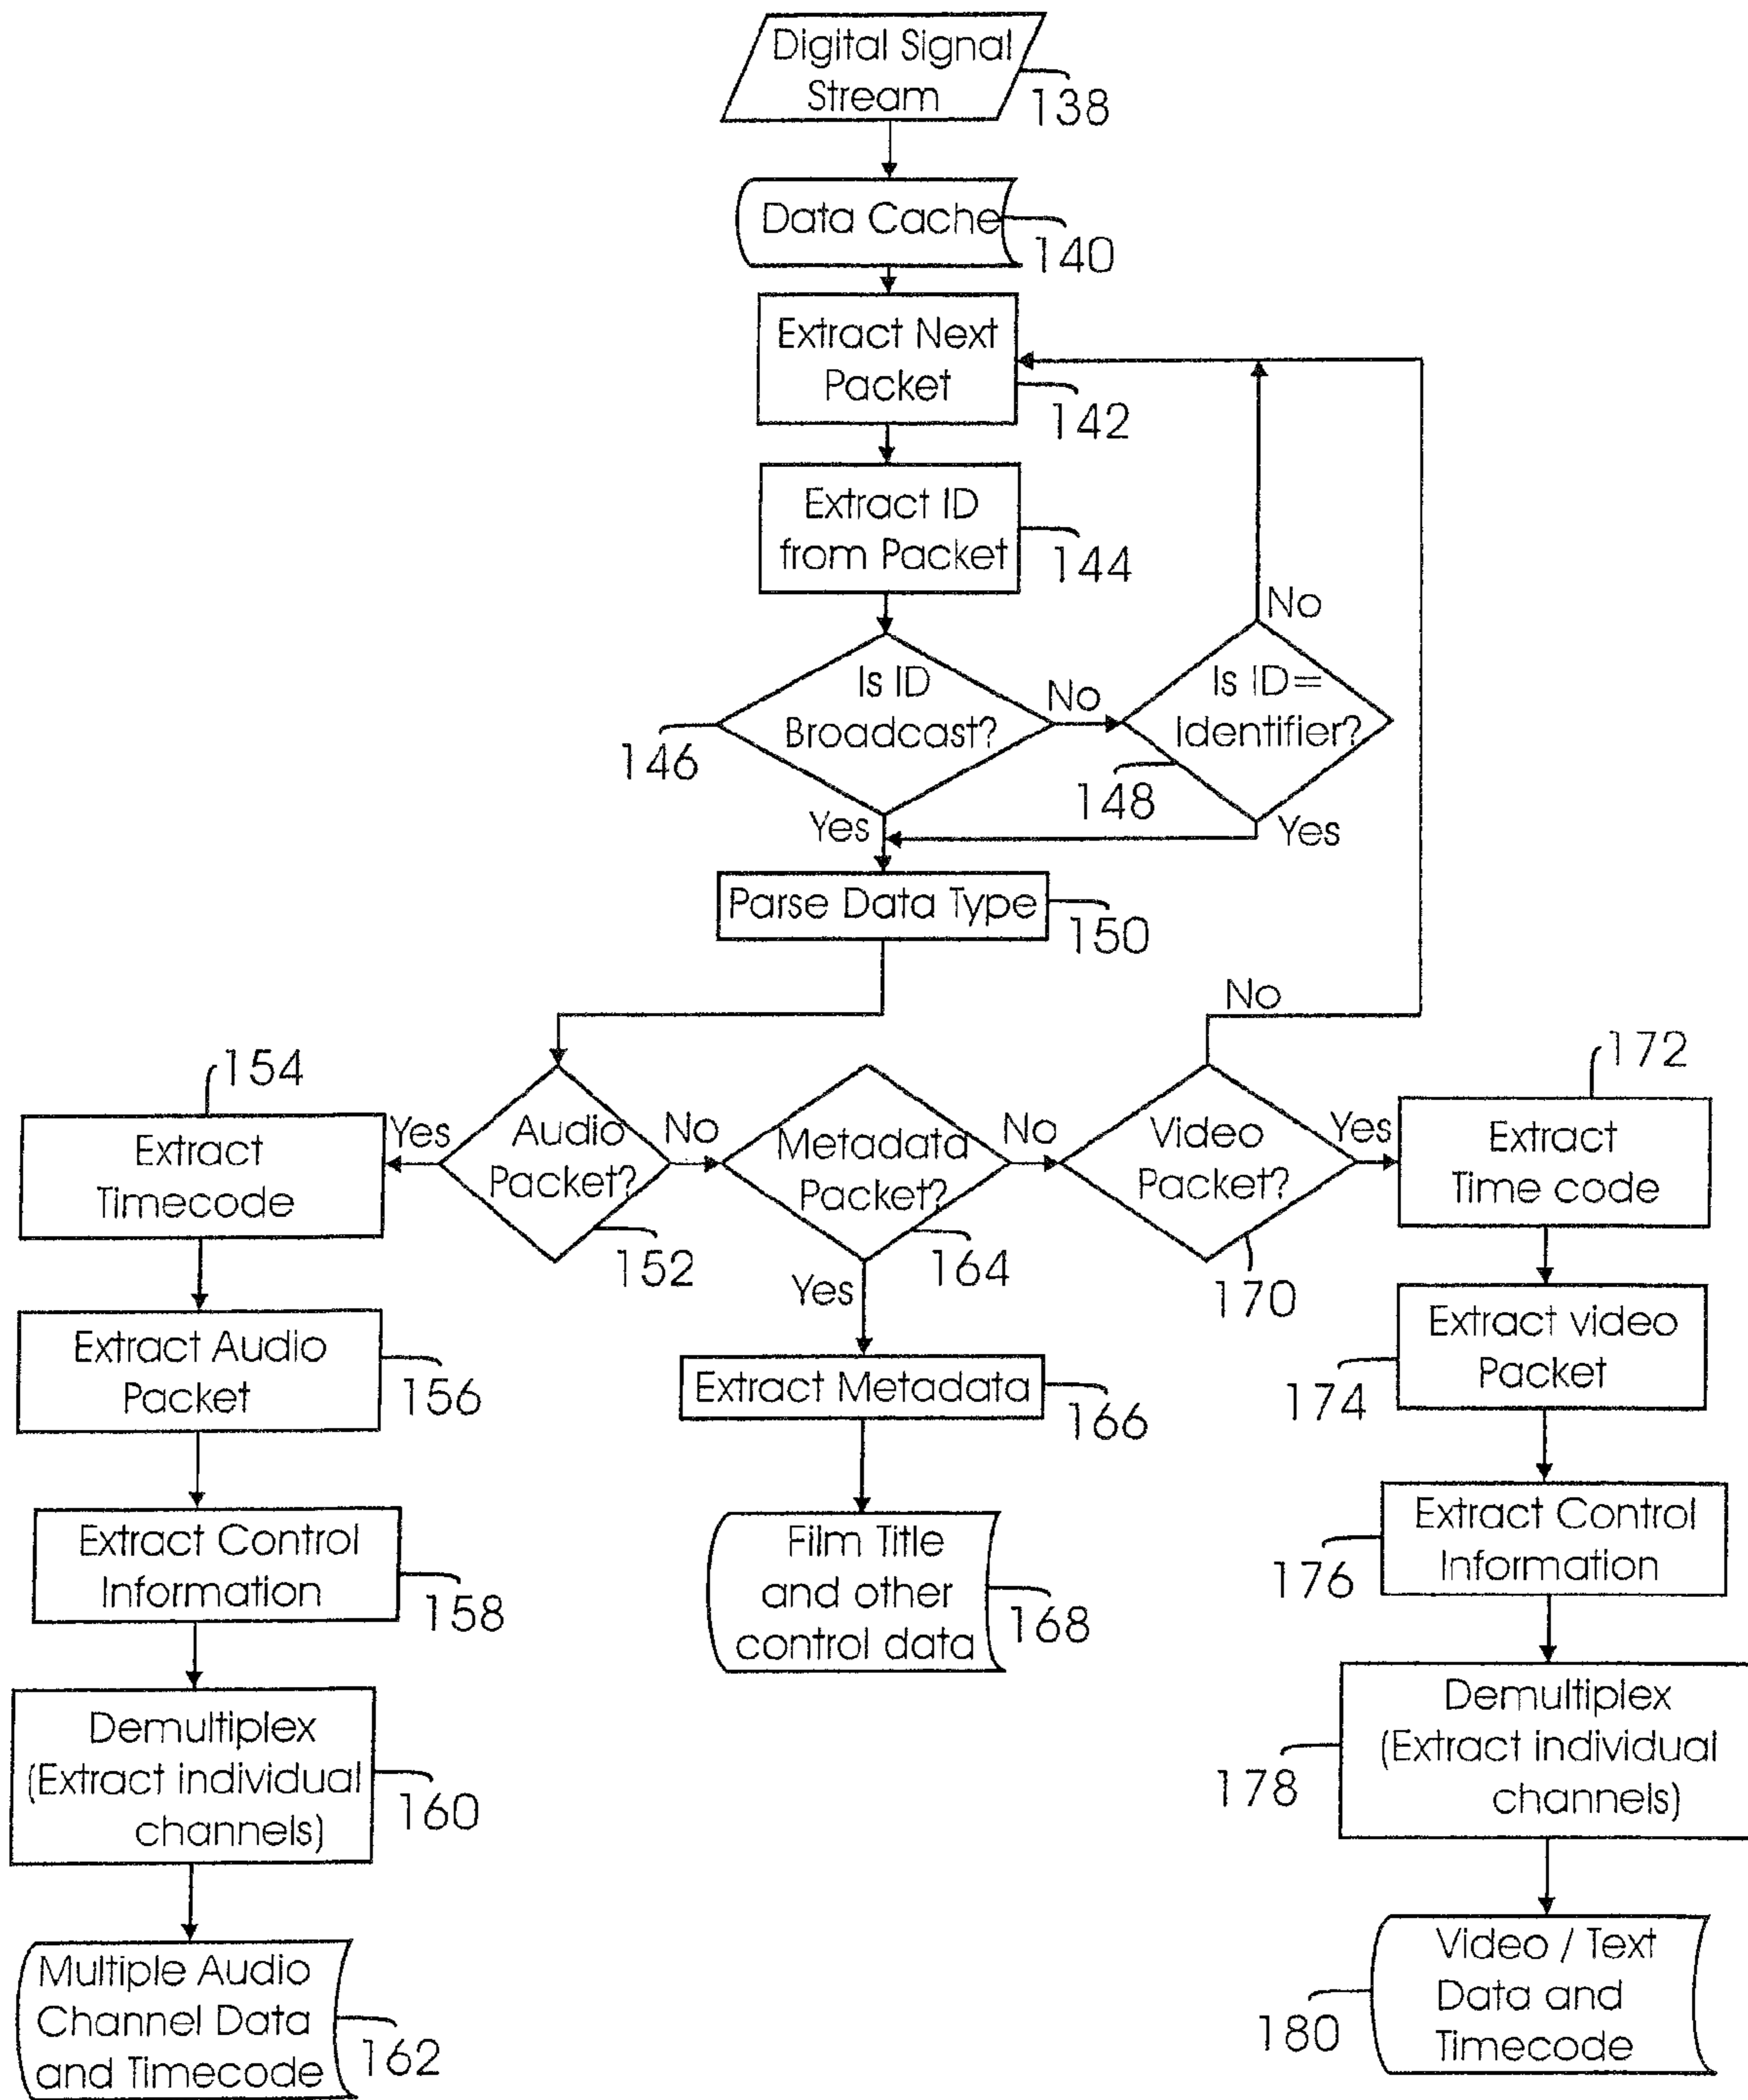 Digital Signal
Stream
138
Data Cache
140
Extract Next
Packet
142
Extract ID
from Packet
144
No
Is ID
Broadcast?
No
Is ID=
Identifier?
146
148
Yes
Yes
Parse Data Type
150
No
154
172
Extract
Timecode
Yes
Audio
Packet?
No
Metadata
Packet?
No
Video
Packet?
Yes
Extract
Time code
152
164
170
Yes
Extract Audio
Packet
156
Extract Metadata
166
Extract video
Packet
174
Extract Control
Information
158
Film Title
and other
control data
168
Extract Control
Information
176
Demultiplex
(Extract individual
channels)
160
Demultiplex
(Extract individual
channels)
178
Multiple Audio
Channel Data
and Timecode
162
Video / Text
Data and
Timecode
180